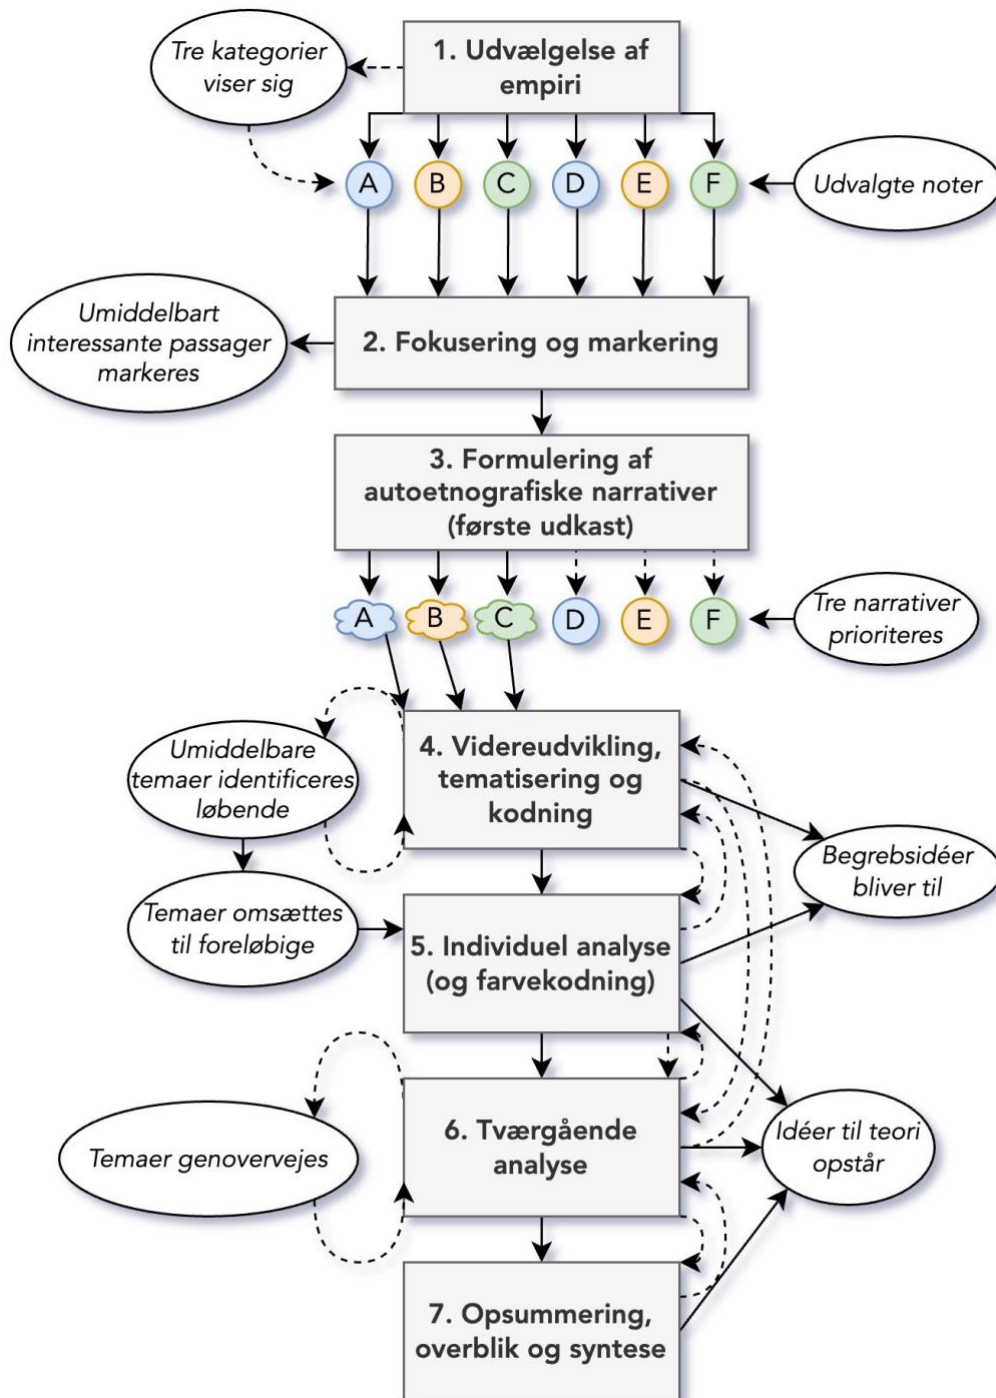 Tre kategorier
viser sig
1. Udvælgelse af
empiri
A
B
C
D
E
F
Udvalgte noter
Umiddelbart
interessante passager
markeres
2. Fokusering og markering
3. Formulering af
autoetnografiske narrativer
(første udkast)
A
B
C
D
E
F
Tre narrativer
prioriteres
Umiddelbare
temaer identificeres
løbende
4. Videreudvikling,
tematisering og
kodning
Begrebsidéer
bliver til
Temaer omsættes
til foreløbige
5. Individuel analyse
(og farvekodning)
Temaer genovervejes
6. Tværgående
analyse
Idéer til teori
opstår
7. Opsummering,
overblik og syntese